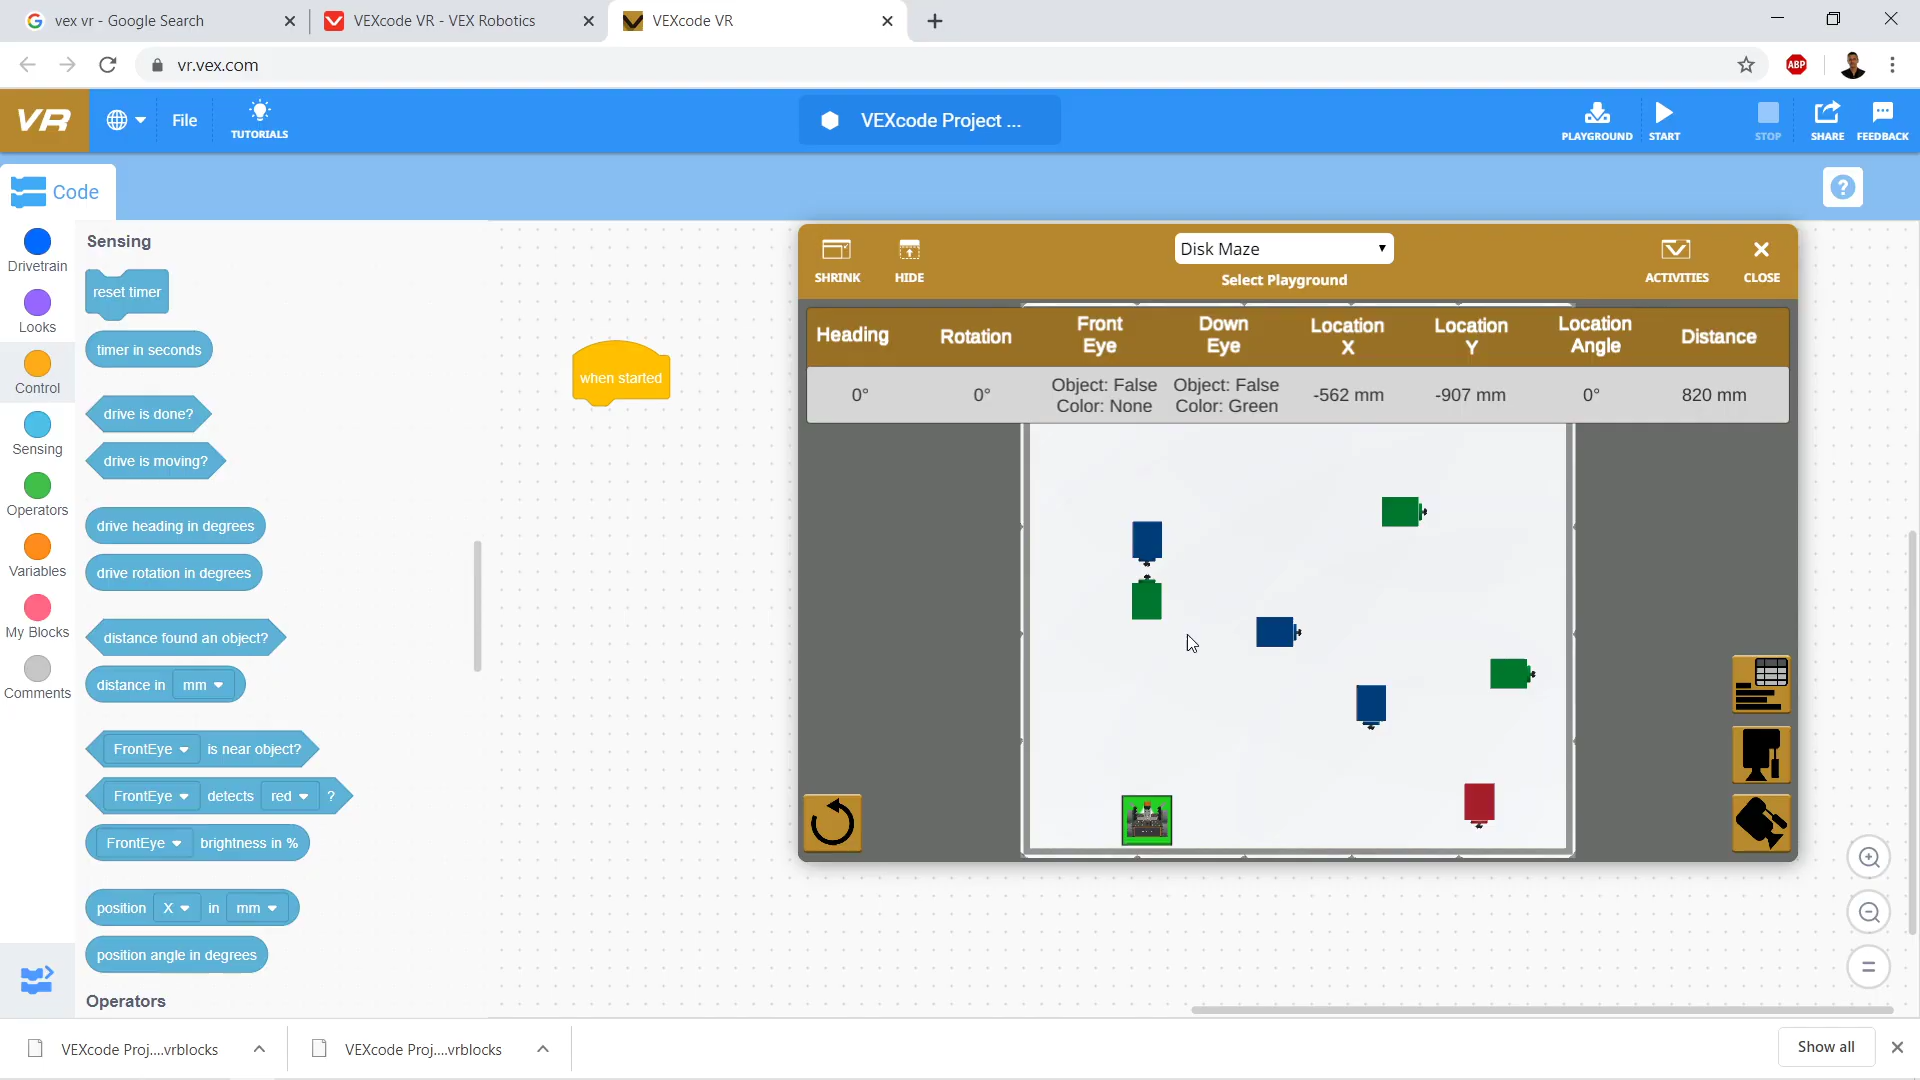 vex vr - Google Search
VEXcode VR - VEX Robotics
VEXcode VR
vr.vex.com
ABP
VR
File
TUTORIALS
VEXcode Project ...
PLAYGROUND
START
STOP
SHARE
FEEDBACK
Code
?
Drivetrain
Looks
Control
Sensing
Operators
Variables
My Blocks
Comments
Sensing
reset timer
timer in seconds
drive is done?
drive is moving?
drive heading in degrees
drive rotation in degrees
distance found an object?
distance in mm
FrontEye is near object?
FrontEye detects red ?
FrontEye brightness in %
position X in mm
position angle in degrees
Operators
when started
SHRINK
HIDE
Disk Maze
Select Playground
ACTIVITIES
CLOSE
Heading Rotation Front Eye Down Eye Location X Location Y Location Angle Distance
0° 0° Object: False Color: None Object: False Color: Green -562 mm -907 mm 0° 820 mm
VEXcode Proj....vrblocks
VEXcode Proj....vrblocks
Show all